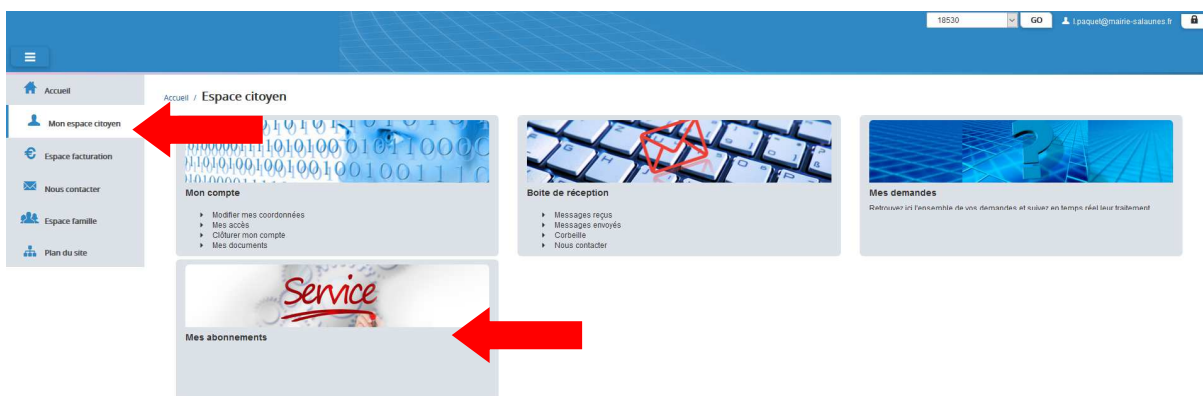 18530 GO l.paquet@mairie-salaunes.fr
Accueil
Mon espace citoyen
Espace facturation
Nous contacter
Espace famille
Plan du site
Accueil / Espace citoyen
Mon compte
Modifier mes coordonnées
Mes accès
Clôturer mon compte
Mes documents
Boite de réception
Messages reçus
Messages envoyés
Corbeille
Nous contacter
Mes demandes
Retrouvez ici l'ensemble de vos demandes et suivez en temps réel leur traitement
Service
Mes abonnements